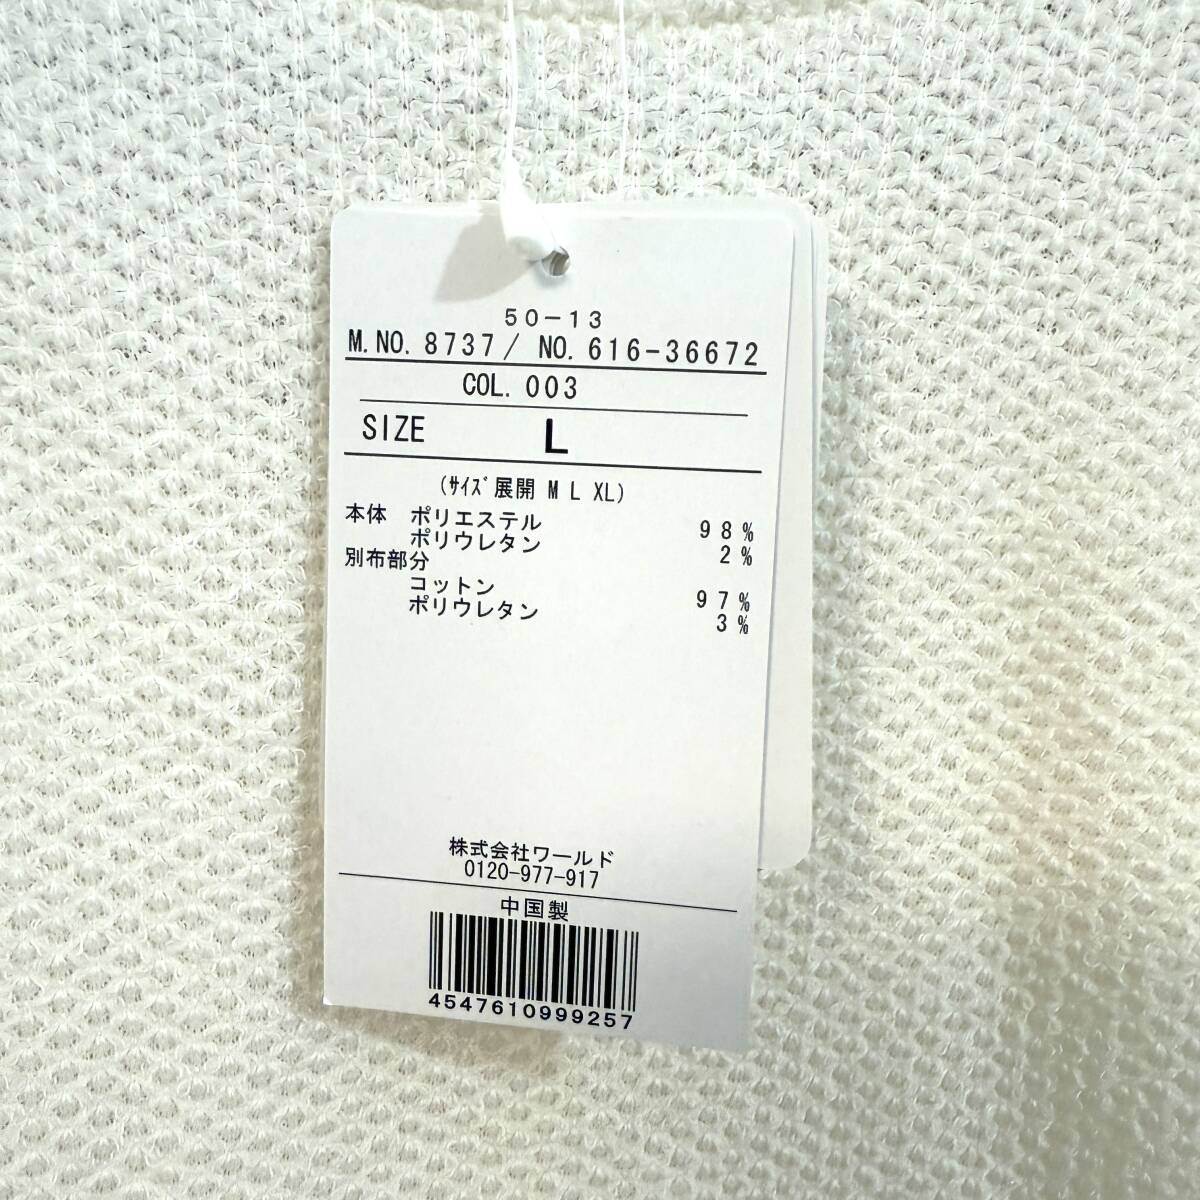 50-13
M.NO. 8737/ NO. 616-36672
COL. 003
SIZE L
(ｻｲｽﾞ展開 M L XL)
本体 ポリエステル 98%
ポリウレタン 2%
別布部分
コットン 97%
ポリウレタン 3%
株式会社ワールド
0120-977-917
中国製
4547610999257